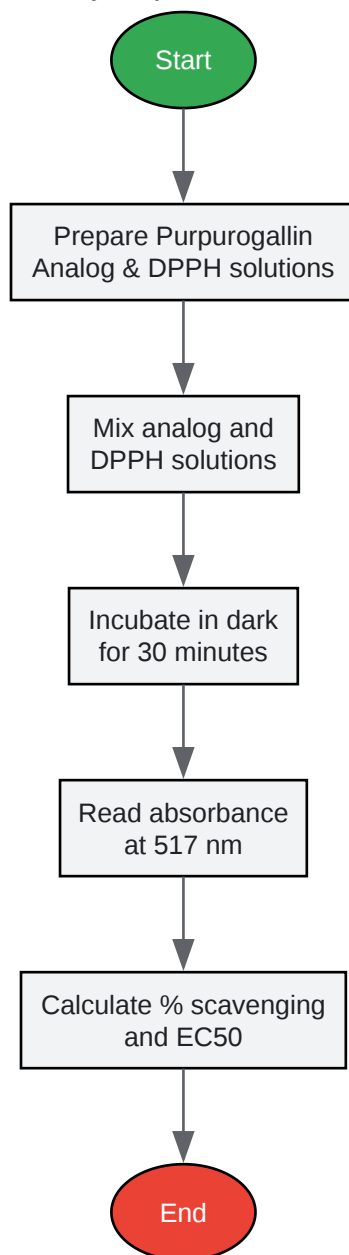 Start
Prepare Purpurogallin
Analog & DPPH solutions
Mix analog and
DPPH solutions
Incubate in dark
for 30 minutes
Read absorbance
at 517 nm
Calculate % scavenging
and EC50
End